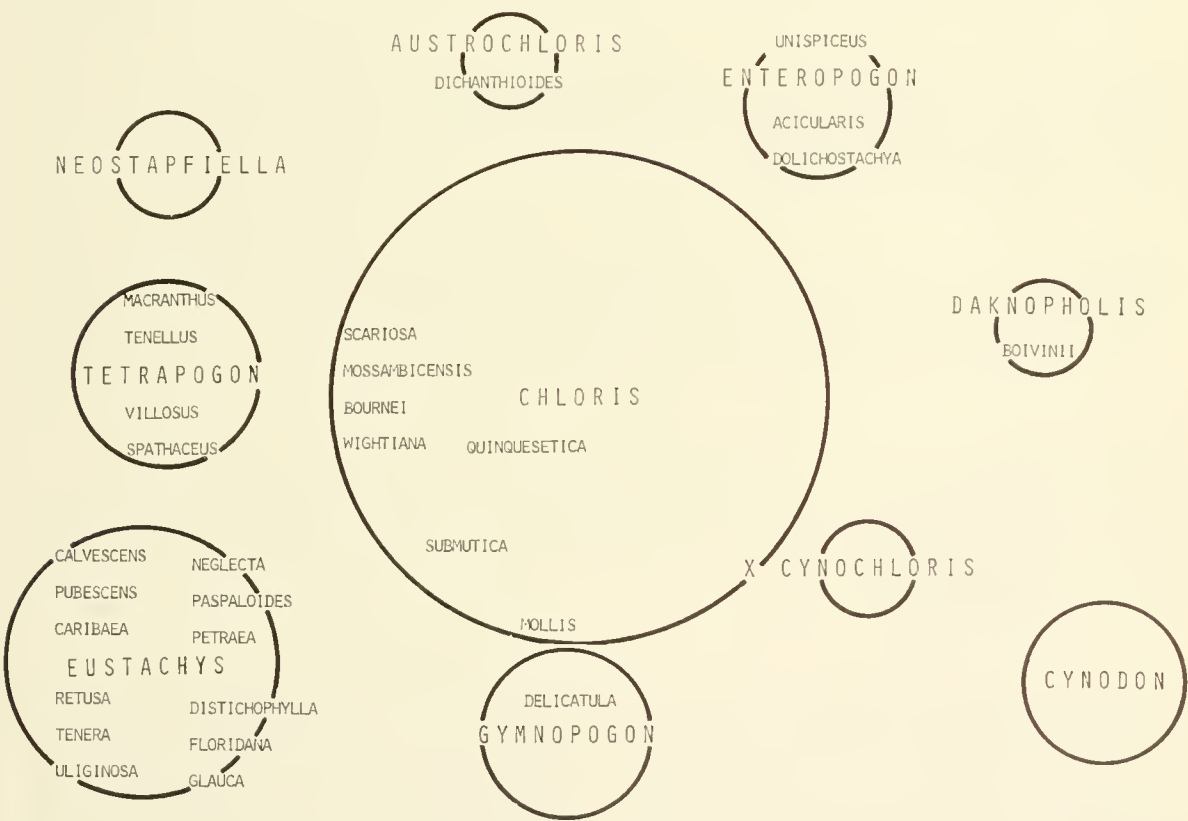 AUSTROCHLORIS
DICHANTHIOIDES
UNISPICEUS
ENTEROPOGON
ACICULARIS
DOLICHOSTACHYA
NEOSTAPFIELLA
MACRANTHUS
TENELLUS
TETRAPOGON
VILLOSUS
SPATHACEUS
SCARIOSA
MOSSAMBICENSIS
CHLORIS
BOURNEI
WIGHTIANA
QUINQUESETICA
SUBMUTICA
MOLLIS
DAKNOPHOLIS
BOIVINII
X CYNOCHLORIS
CALVESCENS
PUBESCENS
CARIBAEA
NEGLECTA
PASPALOIDES
PETRAEA
EUSTACHYS
RETUSA
TENERA
ULIGINOSA
DISTICHOPHYLLA
FLORIDANA
GLAUCA
DELICATULA
GYMNOPOGON
CYNODON